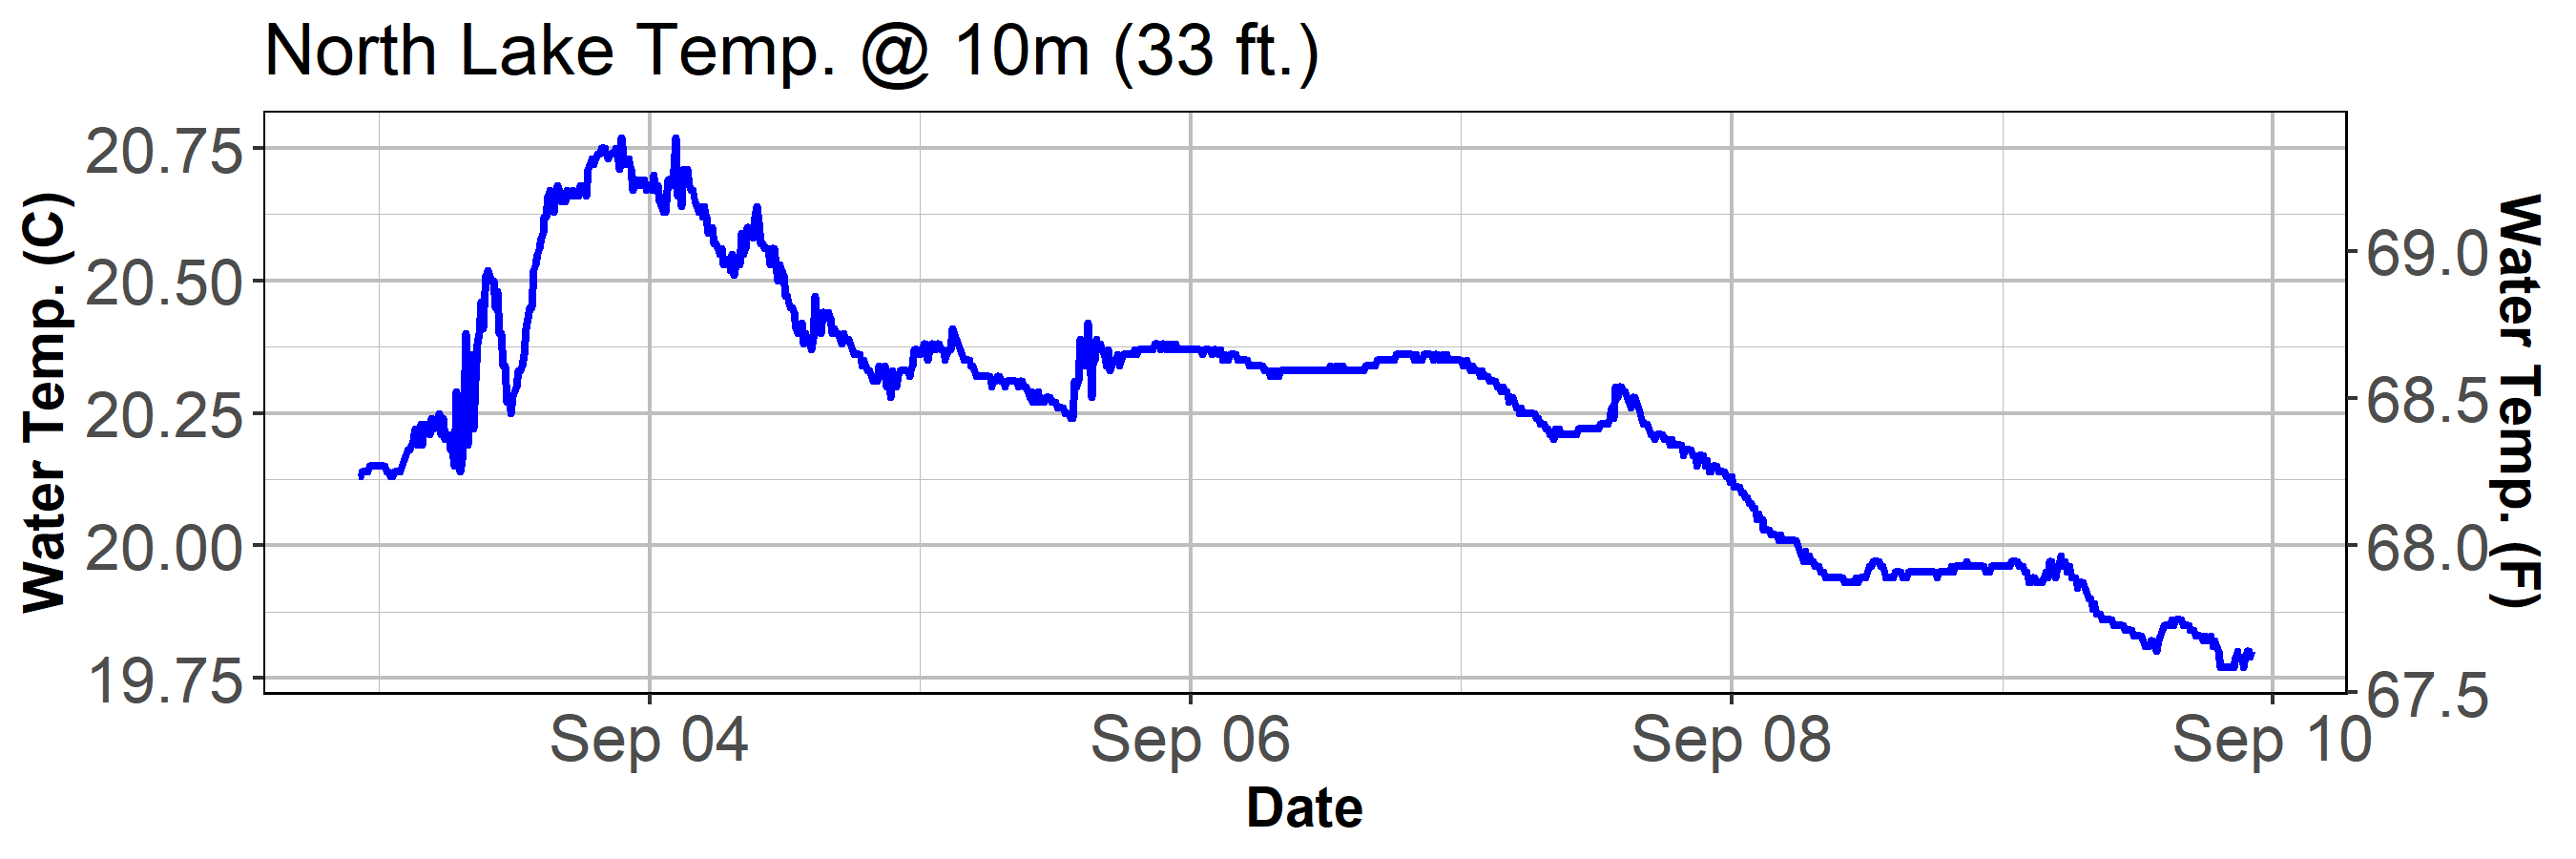 North Lake Temp. @ 10m (33 ft.)
Water Temp. (C)
20.75
20.50
20.25
20.00
19.75
69.0
68.5
68.0
67.5
Water Temp. (F)
Sep 04 Sep 06 Sep 08 Sep 10
Date